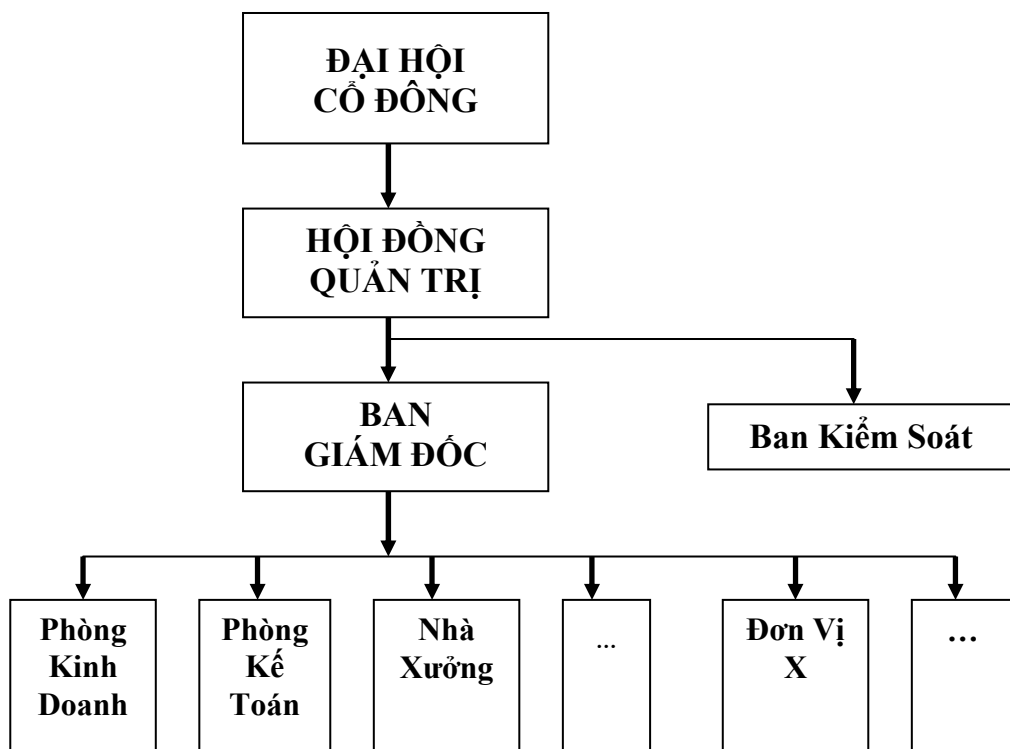 ĐẠI HỘI
CỔ ĐÔNG
HỘI ĐỒNG
QUẢN TRỊ
BAN
GIÁM ĐỐC
Ban Kiểm Soát
Phòng
Kinh
Doanh
Phòng
Kế
Toán
Nhà
Xưởng
...
Đơn Vị
X
...